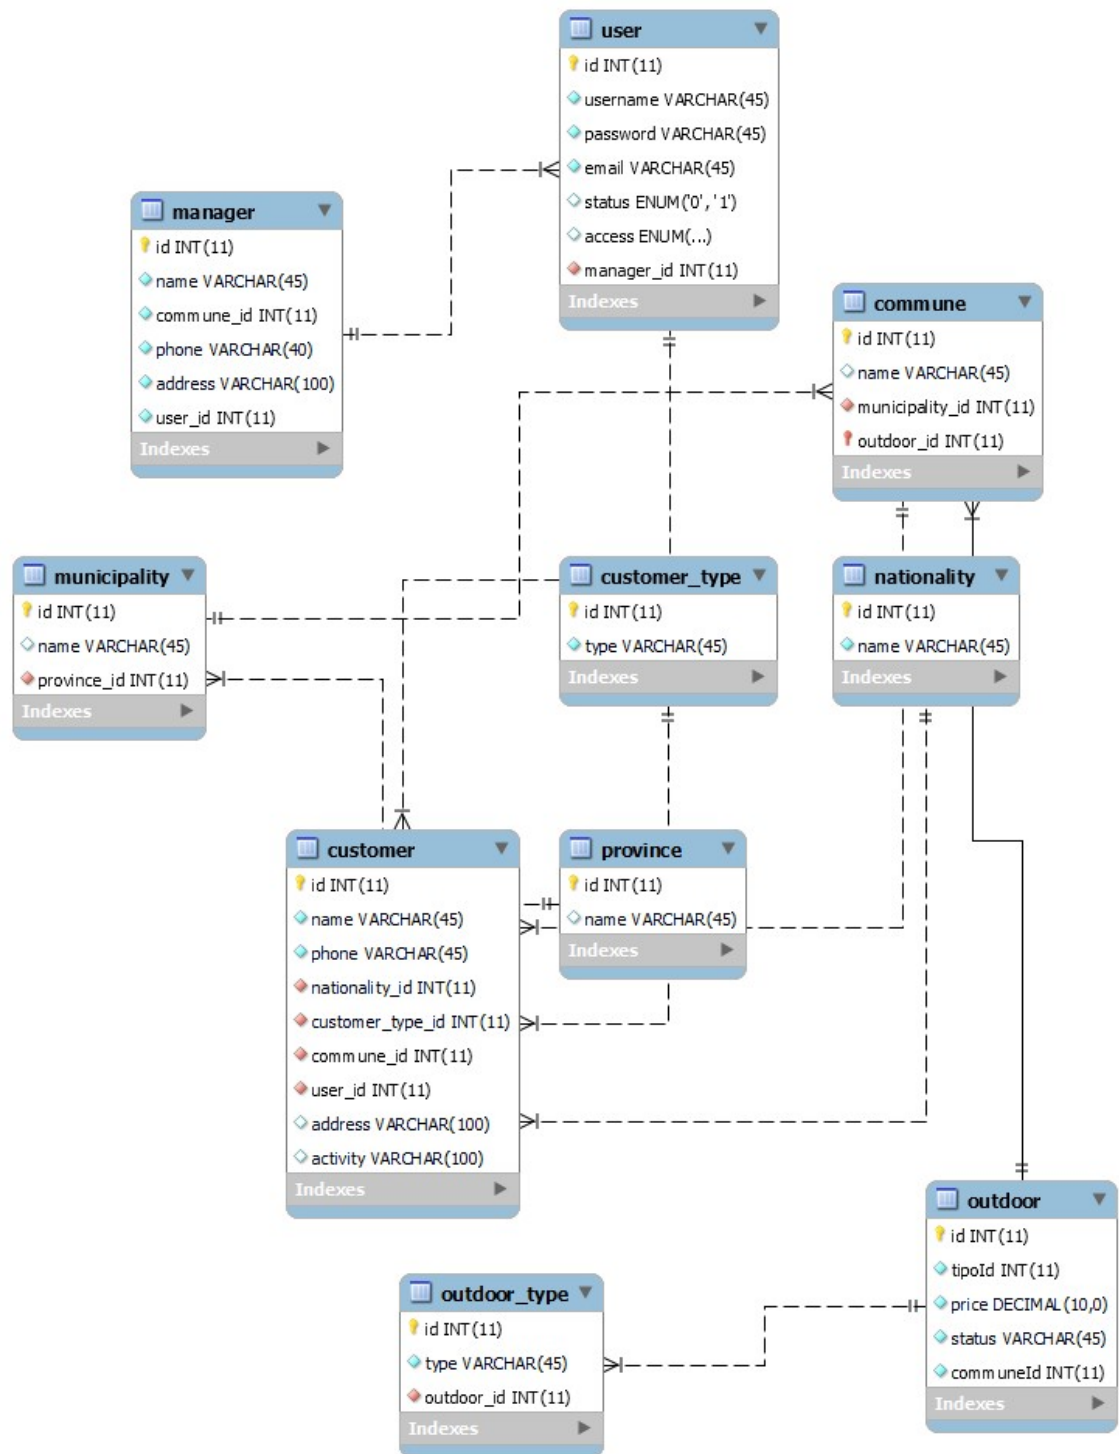 user
id INT(11)
username VARCHAR(45)
password VARCHAR(45)
email VARCHAR(45)
status ENUM('0', '1')
access ENUM(...)
manager_id INT(11)
Indexes
manager
id INT(11)
name VARCHAR(45)
commune_id INT(11)
phone VARCHAR(40)
address VARCHAR(100)
user_id INT(11)
Indexes
commune
id INT(11)
name VARCHAR(45)
municipality_id INT(11)
outdoor_id INT(11)
Indexes
municipality
id INT(11)
name VARCHAR(45)
province_id INT(11)
Indexes
customer_type
id INT(11)
type VARCHAR(45)
Indexes
nationality
id INT(11)
name VARCHAR(45)
Indexes
customer
id INT(11)
name VARCHAR(45)
phone VARCHAR(45)
nationality_id INT(11)
customer_type_id INT(11)
commune_id INT(11)
user_id INT(11)
address VARCHAR(100)
activity VARCHAR(100)
Indexes
province
id INT(11)
name VARCHAR(45)
Indexes
outdoor
id INT(11)
tipoId INT(11)
price DECIMAL(10,0)
status VARCHAR(45)
communeId INT(11)
Indexes
outdoor_type
id INT(11)
type VARCHAR(45)
outdoor_id INT(11)
Indexes